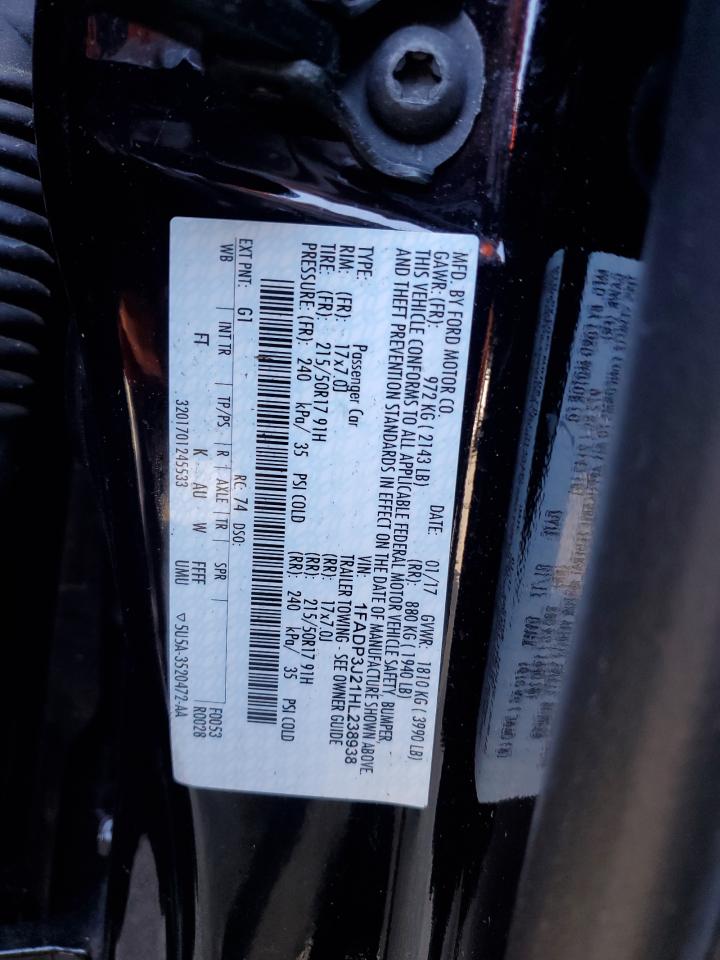 MFD. BY FORD MOTOR CO. DATE: 01/17 GVWR: 1810 KG ( 3990 LB)
GAWR: (FR): 972 KG ( 2143 LB) (RR): 880 KG ( 1940 LB)
THIS VEHICLE CONFORMS TO ALL APPLICABLE FEDERAL MOTOR VEHICLE SAFETY, BUMPER,
AND THEFT PREVENTION STANDARDS IN EFFECT ON THE DATE OF MANUFACTURE SHOWN ABOVE.
VIN: 1FADP3J21HL238938
TYPE: Passenger Car TRAILER TOWING - SEE OWNER GUIDE
RIM: (FR): 17x7.0J (RR): 17x7.0J
TIRE: (FR): 215/50R17 91H (RR): 215/50R17 91H
PRESSURE: (FR): 240 kPa/ 35 PSI COLD (RR): 240 kPa/ 35 PSI COLD
EXT PNT: G1 RC: 74 DSO: F0053
WB INT TR TP/PS R AXLE TR SPR R0028
FT K AU W FFFF
3201701245533 UMU ▽5U5A-3520472-AA